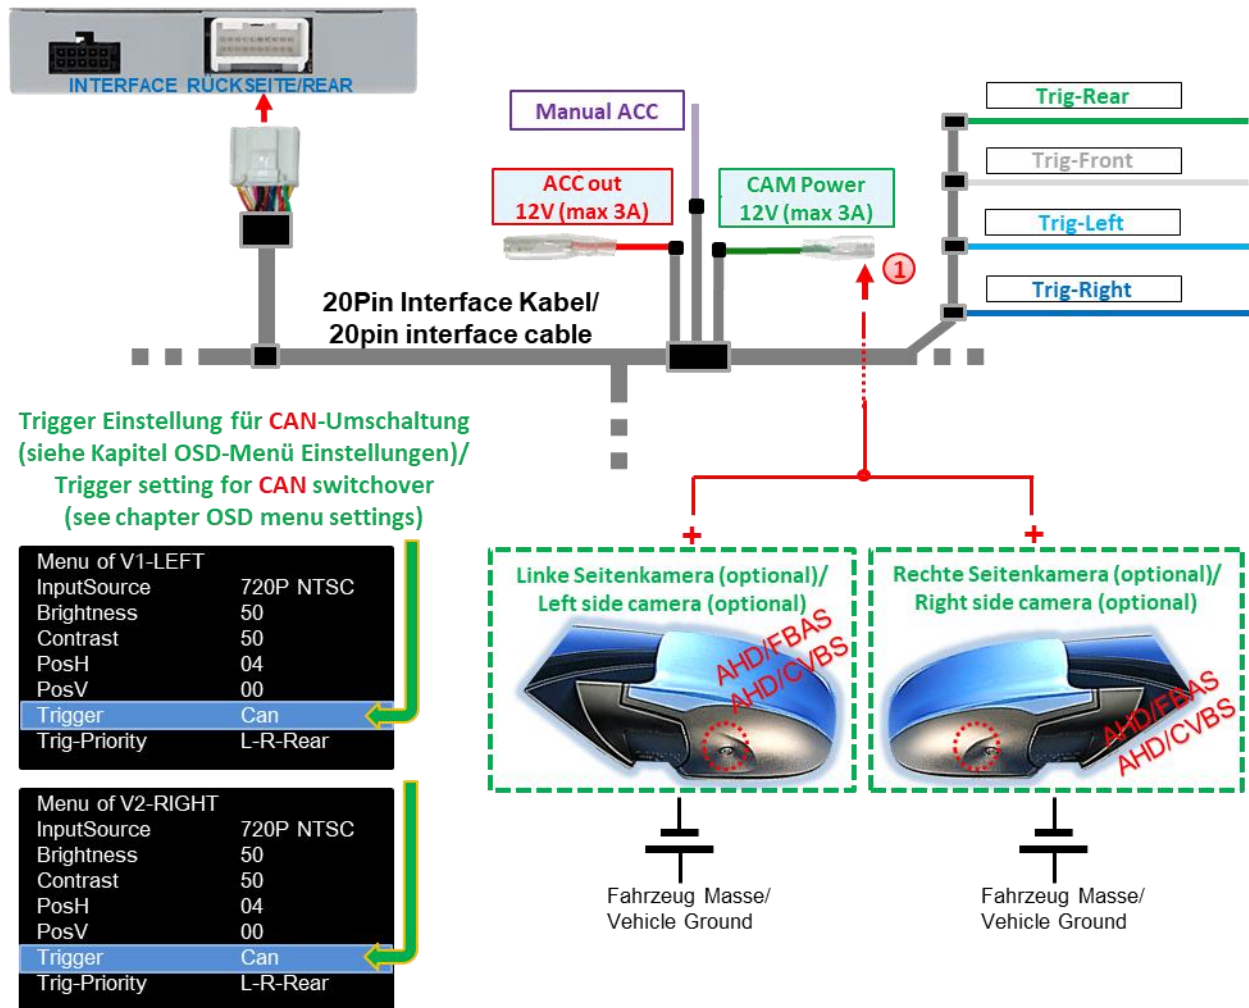 INTERFACE RÜCKSEITE/REAR
Manual ACC
ACC out
12V (max 3A)
CAM Power
12V (max 3A)
Trig-Rear
Trig-Front
Trig-Left
Trig-Right
1
20Pin Interface Kabel/
20pin interface cable
Trigger Einstellung für CAN-Umschaltung
(siehe Kapitel OSD-Menü Einstellungen)/
Trigger setting for CAN switchover
(see chapter OSD menu settings)
Menu of V1-LEFT
InputSource 720P NTSC
Brightness 50
Contrast 50
PosH 04
PosV 00
Trigger Can
Trig-Priority L-R-Rear
Menu of V2-RIGHT
InputSource 720P NTSC
Brightness 50
Contrast 50
PosH 04
PosV 00
Trigger Can
Trig-Priority L-R-Rear
+
+
Linke Seitenkamera (optional)/
Left side camera (optional)
AHD/FBAS
AHD/CVBS
Rechte Seitenkamera (optional)/
Right side camera (optional)
AHD/FBAS
AHD/CVBS
Fahrzeug Masse/
Vehicle Ground
Fahrzeug Masse/
Vehicle Ground